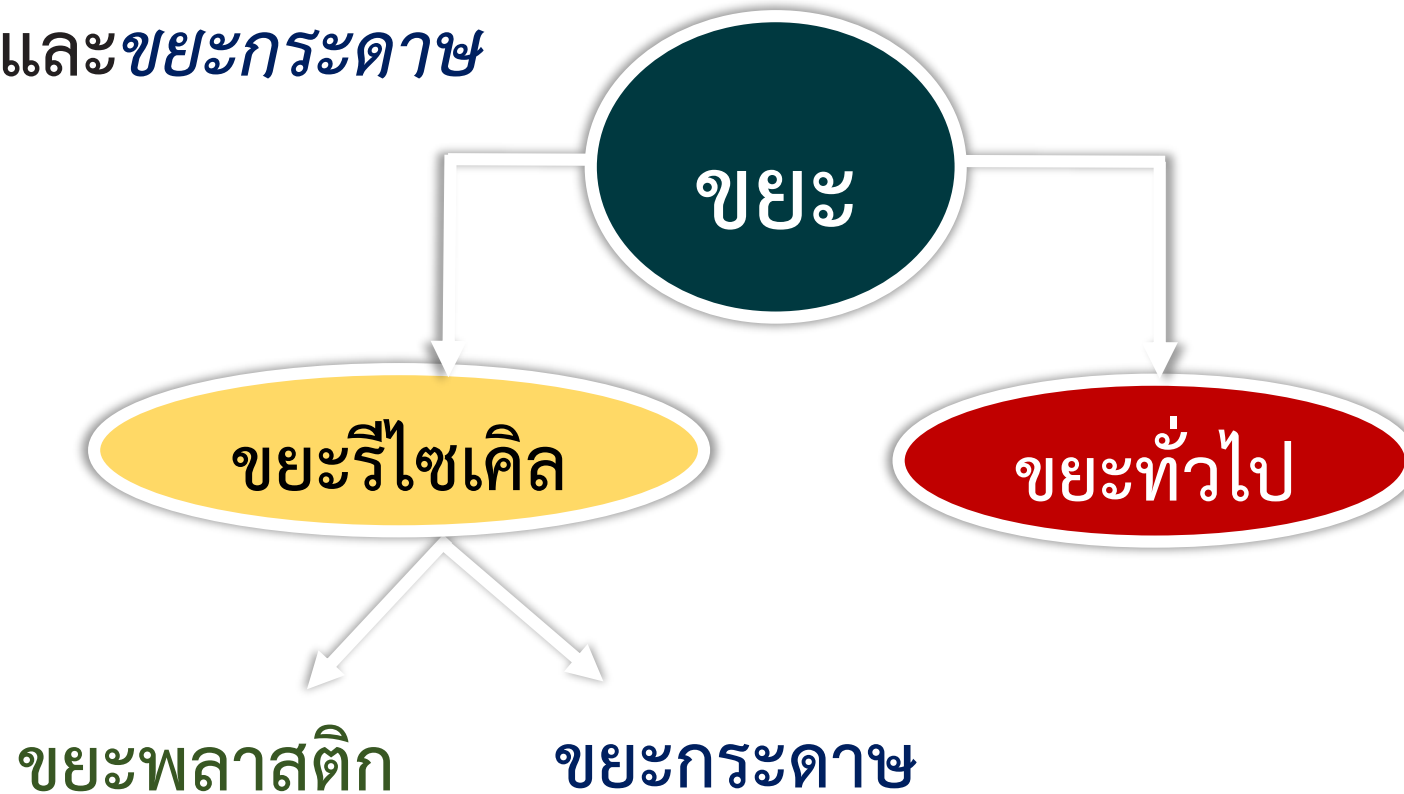 และขยะกระดาษ
ขยะ
ขยะรีไซเคิล
ขยะทั่วไป
ขยะพลาสติก
ขยะกระดาษ